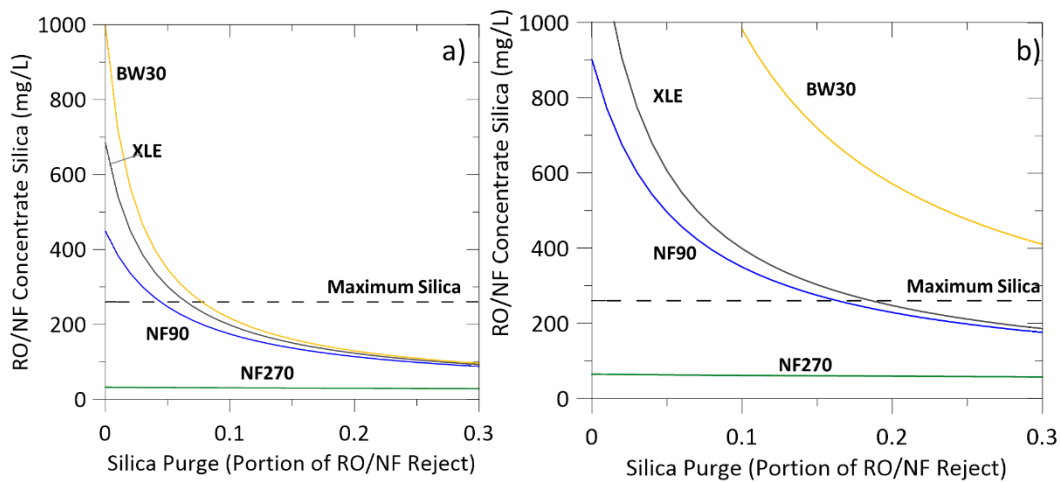 a)
RO/NF Concentrate Silica (mg/L)
1000
800
600
400
200
0
BW30
XLE
Maximum Silica
NF90
NF270
0
0.1
0.2
0.3
Silica Purge (Portion of RO/NF Reject)
b)
RO/NF Concentrate Silica (mg/L)
1000
800
600
400
200
0
XLE
BW30
NF90
Maximum Silica
NF270
0
0.1
0.2
0.3
Silica Purge (Portion of RO/NF Reject)